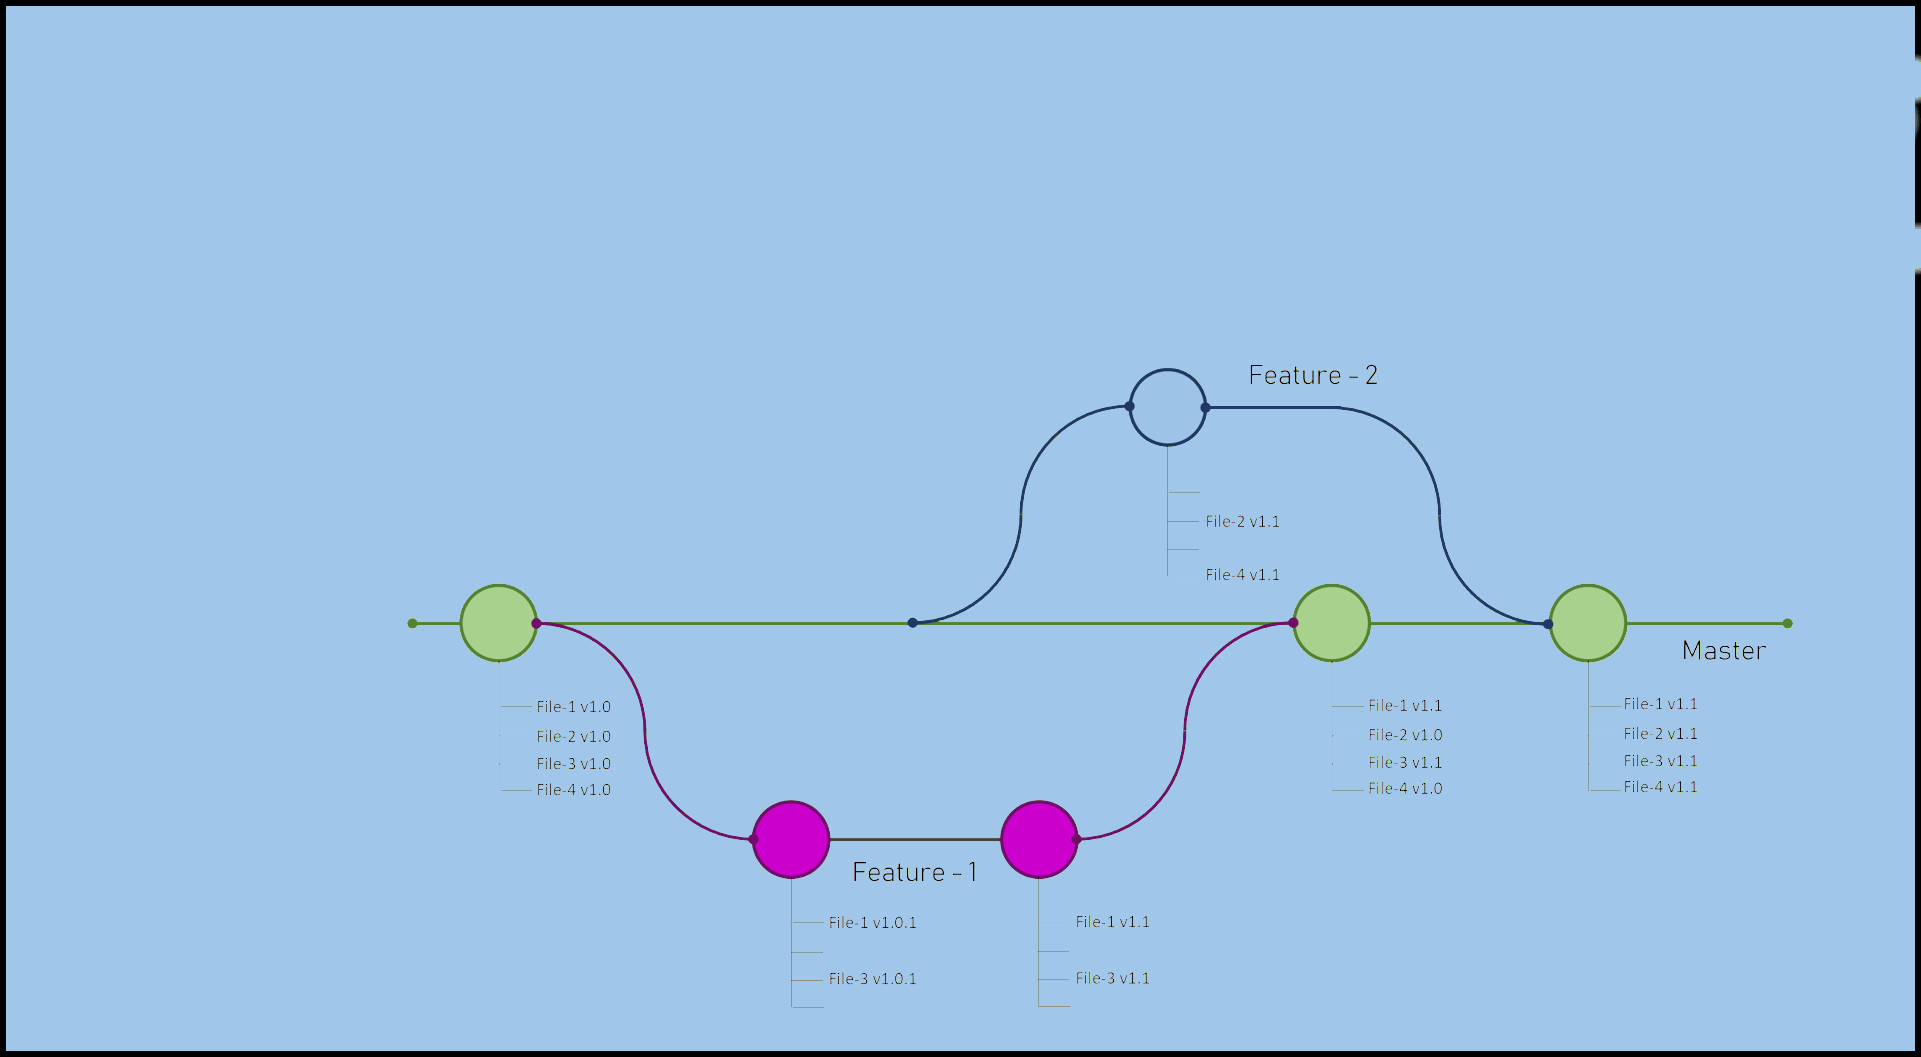 Feature - 2
File-2 v1.1
File-4 v1.1
Master
File-1 v1.0
File-2 v1.0
File-3 v1.0
File-4 v1.0
File-1 v1.1
File-2 v1.0
File-3 v1.1
File-4 v1.0
File-1 v1.1
File-2 v1.1
File-3 v1.1
File-4 v1.1
Feature - 1
File-1 v1.0.1
File-3 v1.0.1
File-1 v1.1
File-3 v1.1